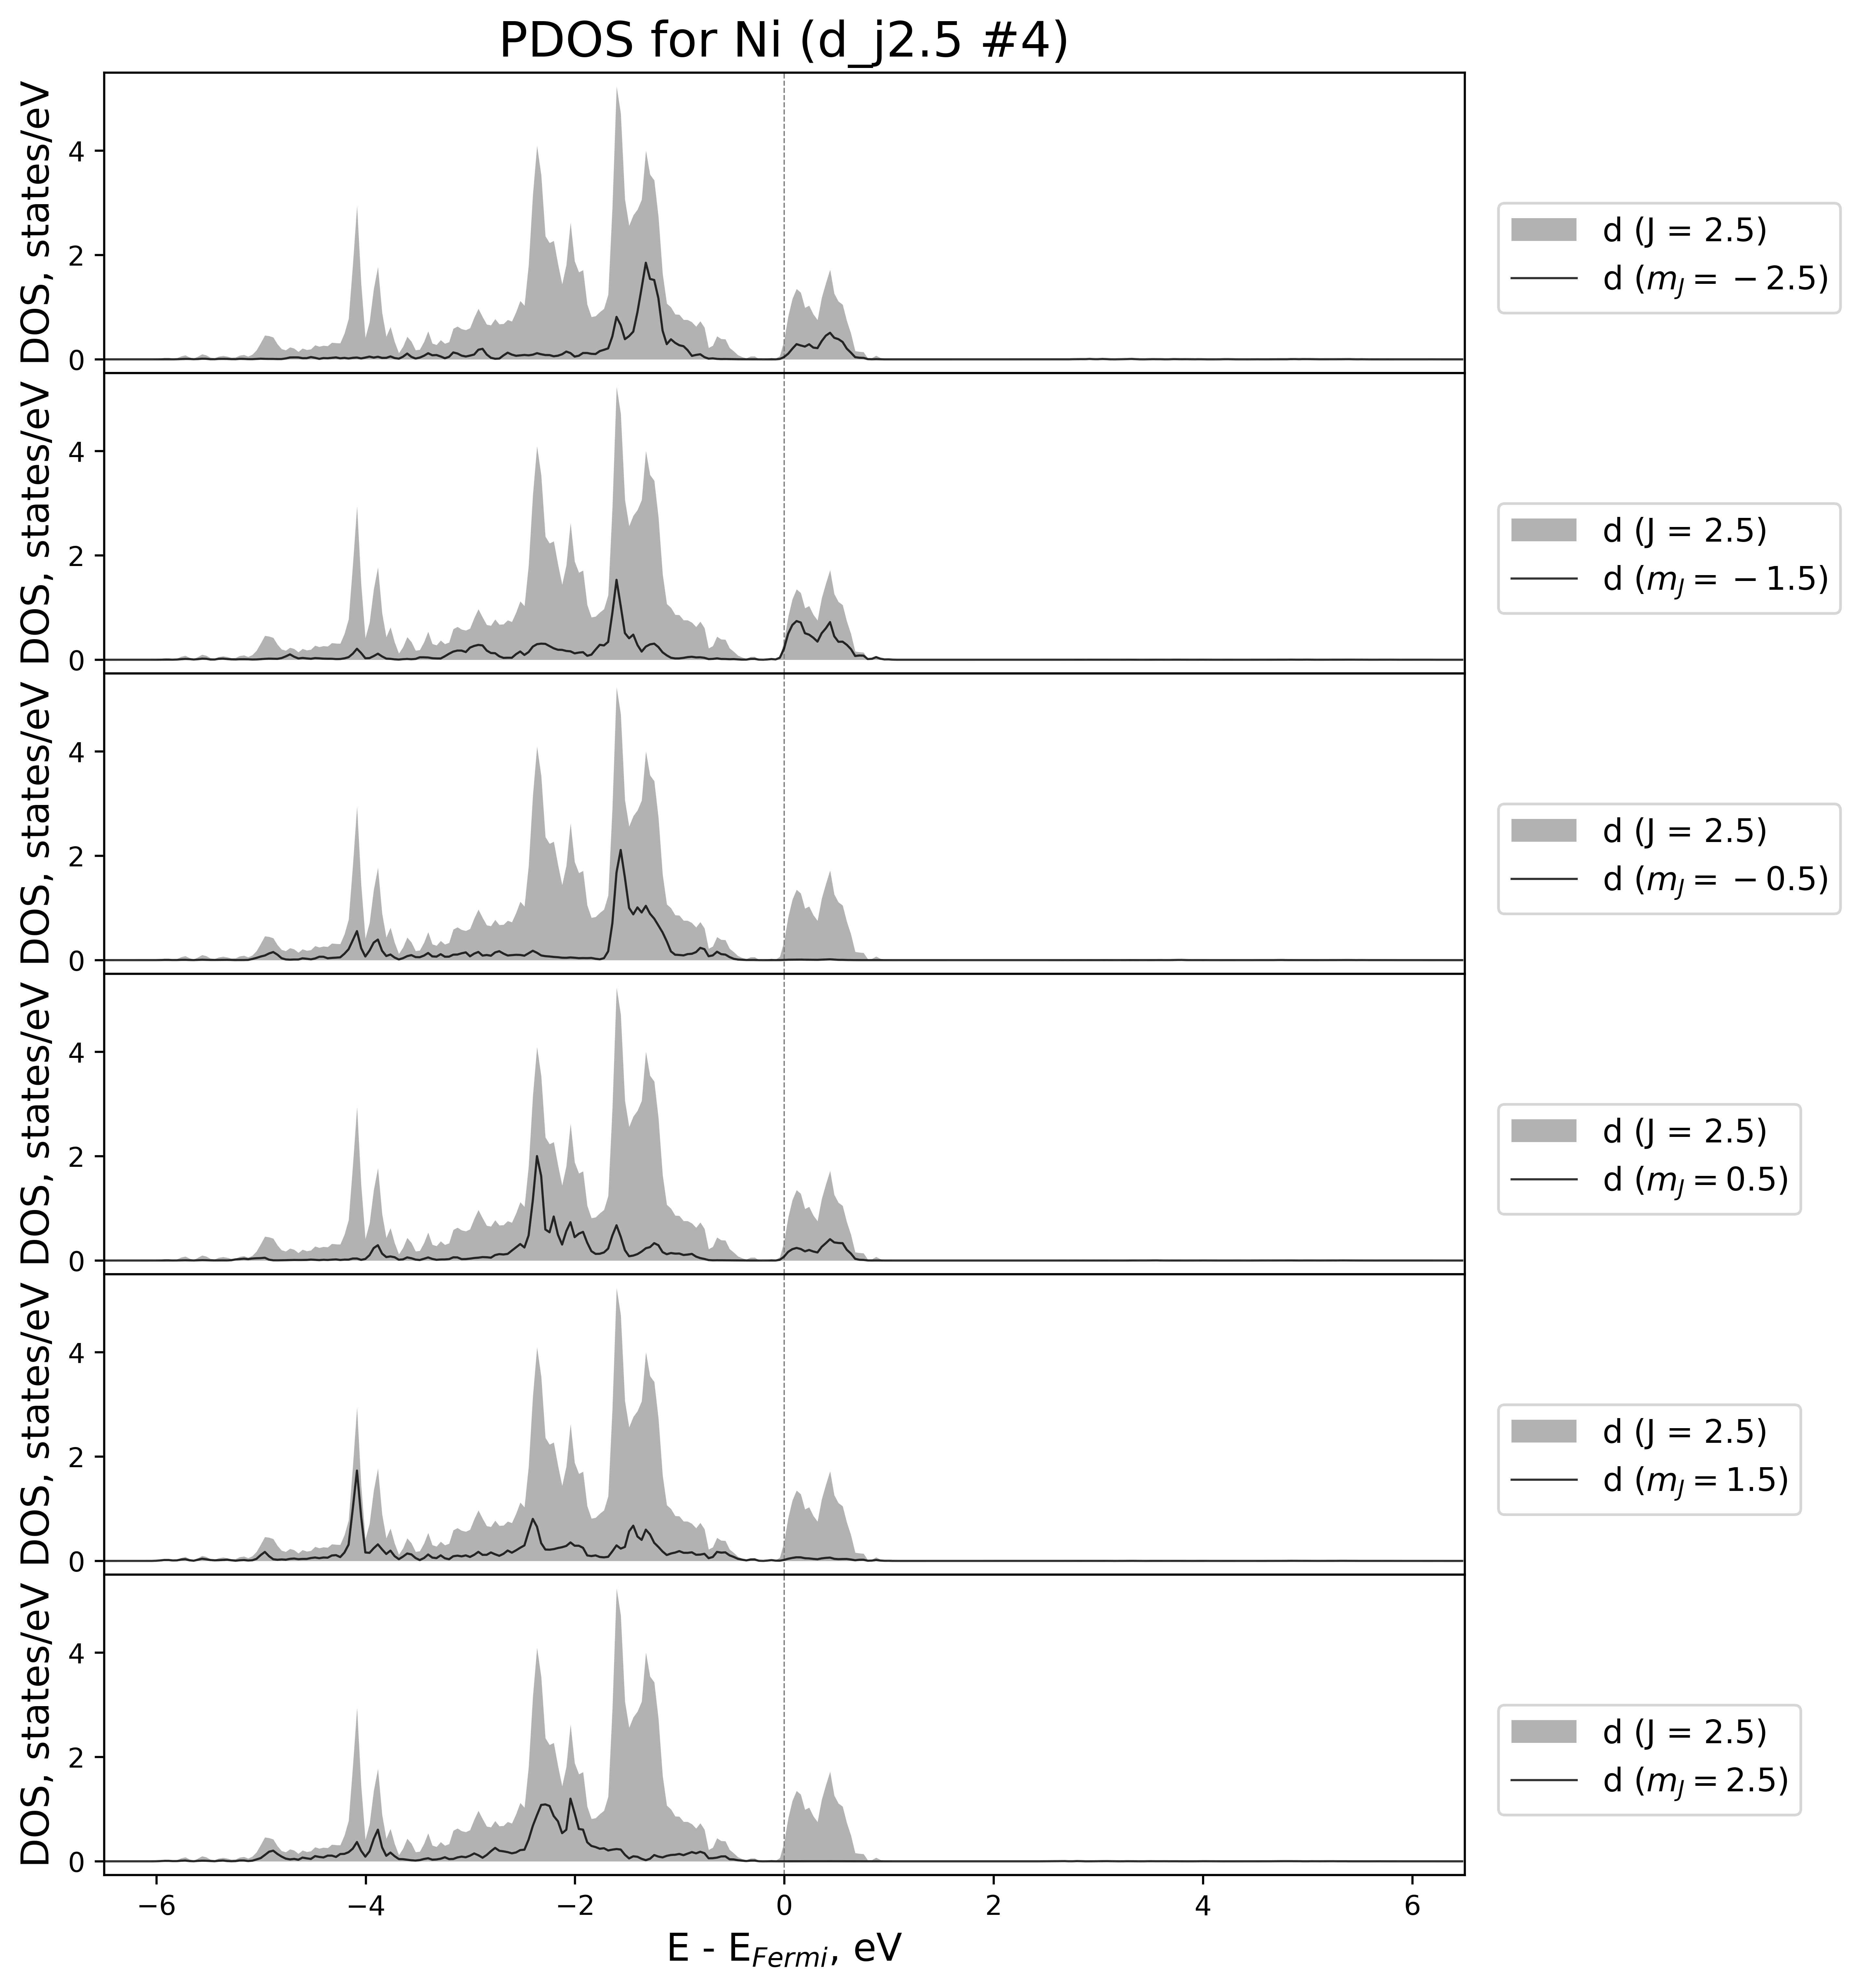 PDOS for Ni (d_j2.5 #4)
DOS, states/eV
4
2
0
d (J = 2.5)
d (m_J = −2.5)
DOS, states/eV
4
2
0
d (J = 2.5)
d (m_J = −1.5)
DOS, states/eV
4
2
0
d (J = 2.5)
d (m_J = −0.5)
DOS, states/eV
4
2
0
d (J = 2.5)
d (m_J = 0.5)
DOS, states/eV
4
2
0
d (J = 2.5)
d (m_J = 1.5)
DOS, states/eV
4
2
0
d (J = 2.5)
d (m_J = 2.5)
−6 −4 −2 0 2 4 6
E - E_Fermi, eV